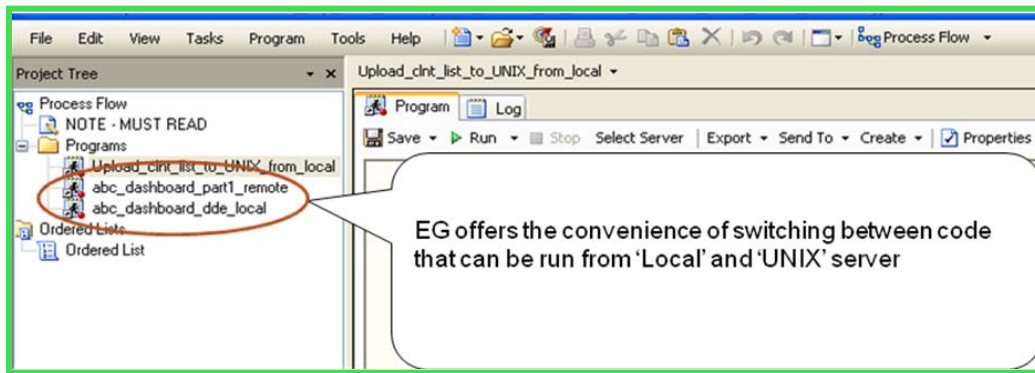 File Edit View Tasks Program Tools Help Process Flow
Project Tree
Upload_clnt_list_to_UNIX_from_local
Process Flow
NOTE - MUST READ
Programs
Upload_clnt_list_to_UNIX_from_local
abc_dashboard_part1_remote
abc_dashboard_dde_local
Ordered Lists
Ordered List
Program Log
Save Run Stop Select Server Export Send To Create Properties
EG offers the convenience of switching between code
that can be run from ‘Local’ and ‘UNIX’ server